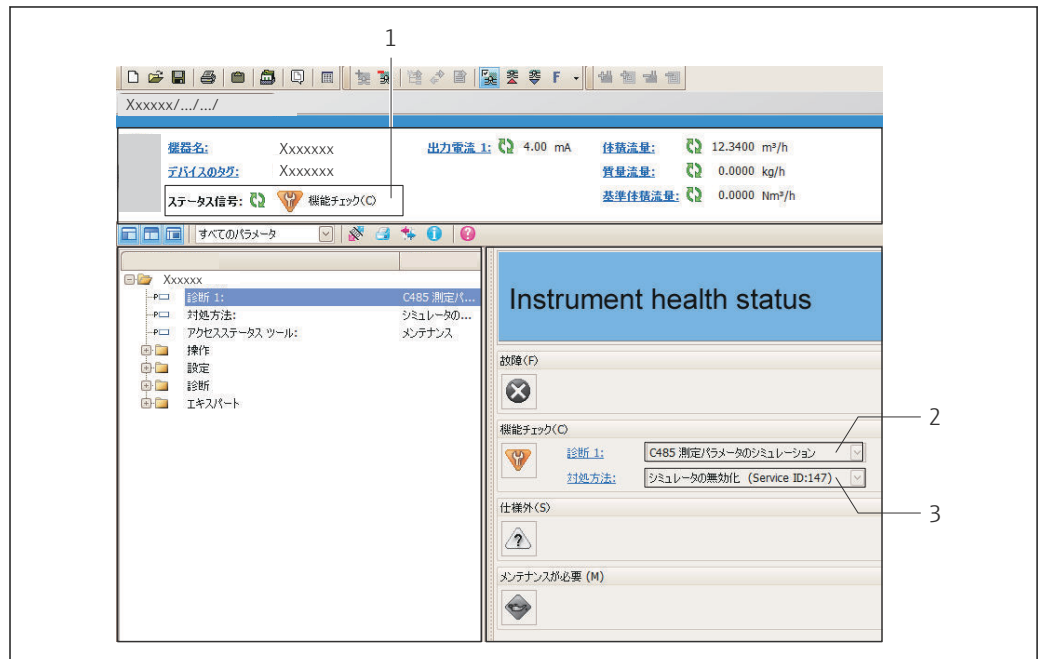 1
F
Xxxxxx/.../.../
機器名: Xxxxxxx 出力電流 1: 4.00 mA 体積流量: 12.3400 m³/h
デバイスのタグ: Xxxxxxx 質量流量: 0.0000 kg/h
ステータス信号: 機能チェック(C) 基準体積流量: 0.0000 Nm³/h
すべてのパラメータ
Xxxxxx
診断 1: C485 測定パ...
対処方法: シミュレータの...
アクセスステータス ツール: メンテナンス
操作
設定
診断
エキスパート
Instrument health status
故障(F)
機能チェック(C)
診断 1: C485 測定パラメータのシミュレーション
2
対処方法: シミュレータの無効化 (Service ID:147)
3
仕様外(S)
?
メンテナンスが必要 (M)